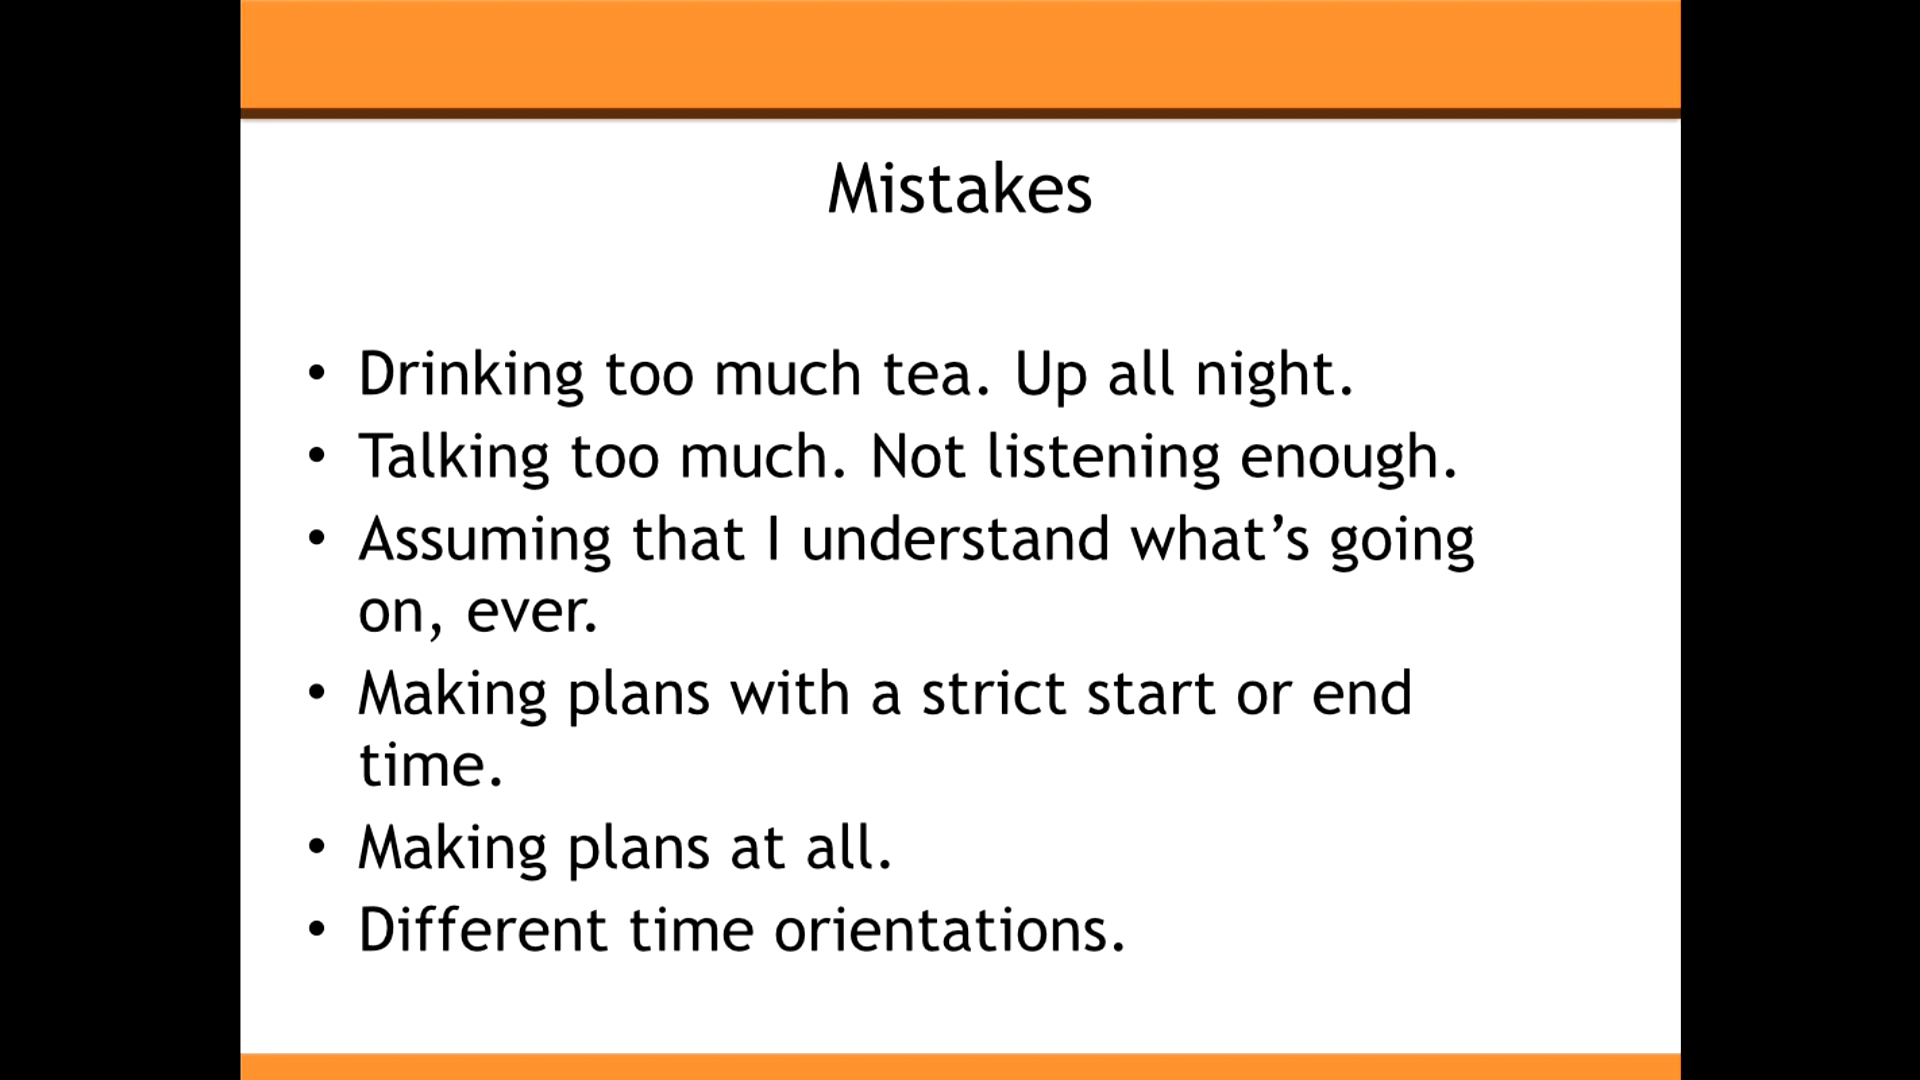 Mistakes
• Drinking too much tea. Up all night.
• Talking too much. Not listening enough.
• Assuming that I understand what’s going
on, ever.
• Making plans with a strict start or end
time.
• Making plans at all.
• Different time orientations.